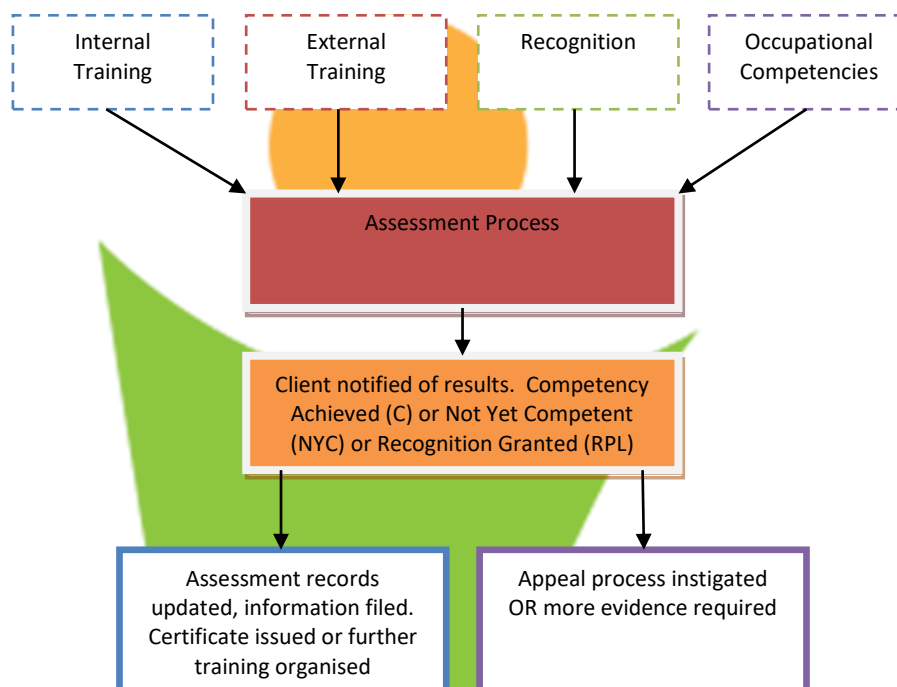 Internal
Training
External
Training
Recognition
Occupational
Competencies
Assessment Process
Client notified of results.  Competency
Achieved (C) or Not Yet Competent
(NYC) or Recognition Granted (RPL)
Assessment records
updated, information filed.
Certificate issued or further
training organised
Appeal process instigated
OR more evidence required